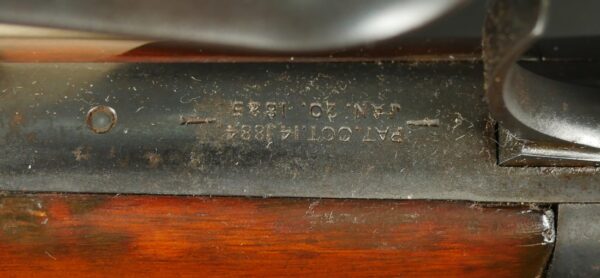 — PAT. OCT. 14. 1884 —
JAN. 20. 1885